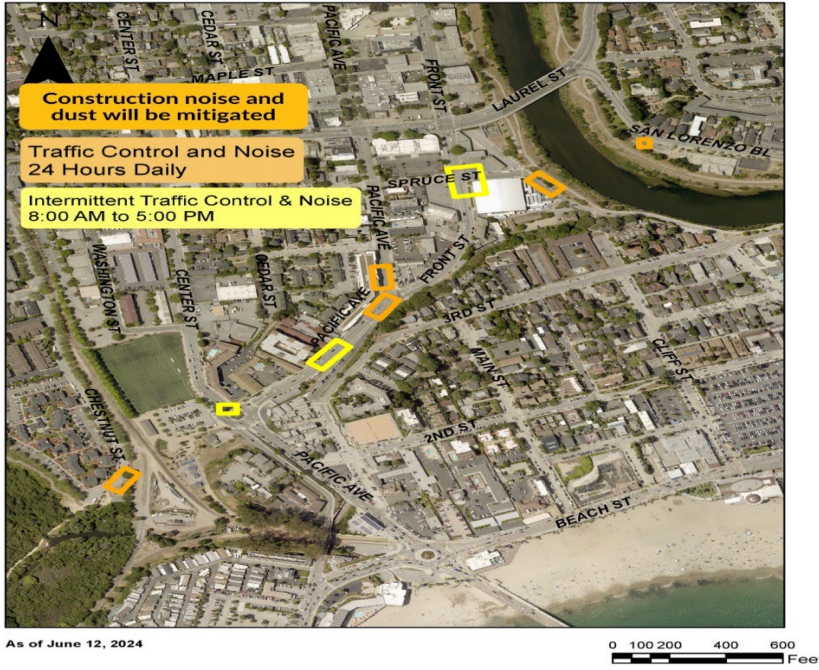 N
CENTER ST
CEDAR ST
PACIFIC AVE
FRONT ST
MAPLE ST
LAUREL ST
SAN LORENZO BL
Construction noise and
dust will be mitigated
Traffic Control and Noise
24 Hours Daily
Intermittent Traffic Control & Noise
8:00 AM to 5:00 PM
SPRUCE ST
PACIFIC AVE
FRONT ST
WASHINGTON ST
CENTER ST
CEDAR ST
PACIFIC AVE
3RD ST
MAIN ST
CLIFF ST
CHESTNUT ST
2ND ST
PACIFIC AVE
BEACH ST
As of June 12, 2024
0 100 200 400 600
Fee